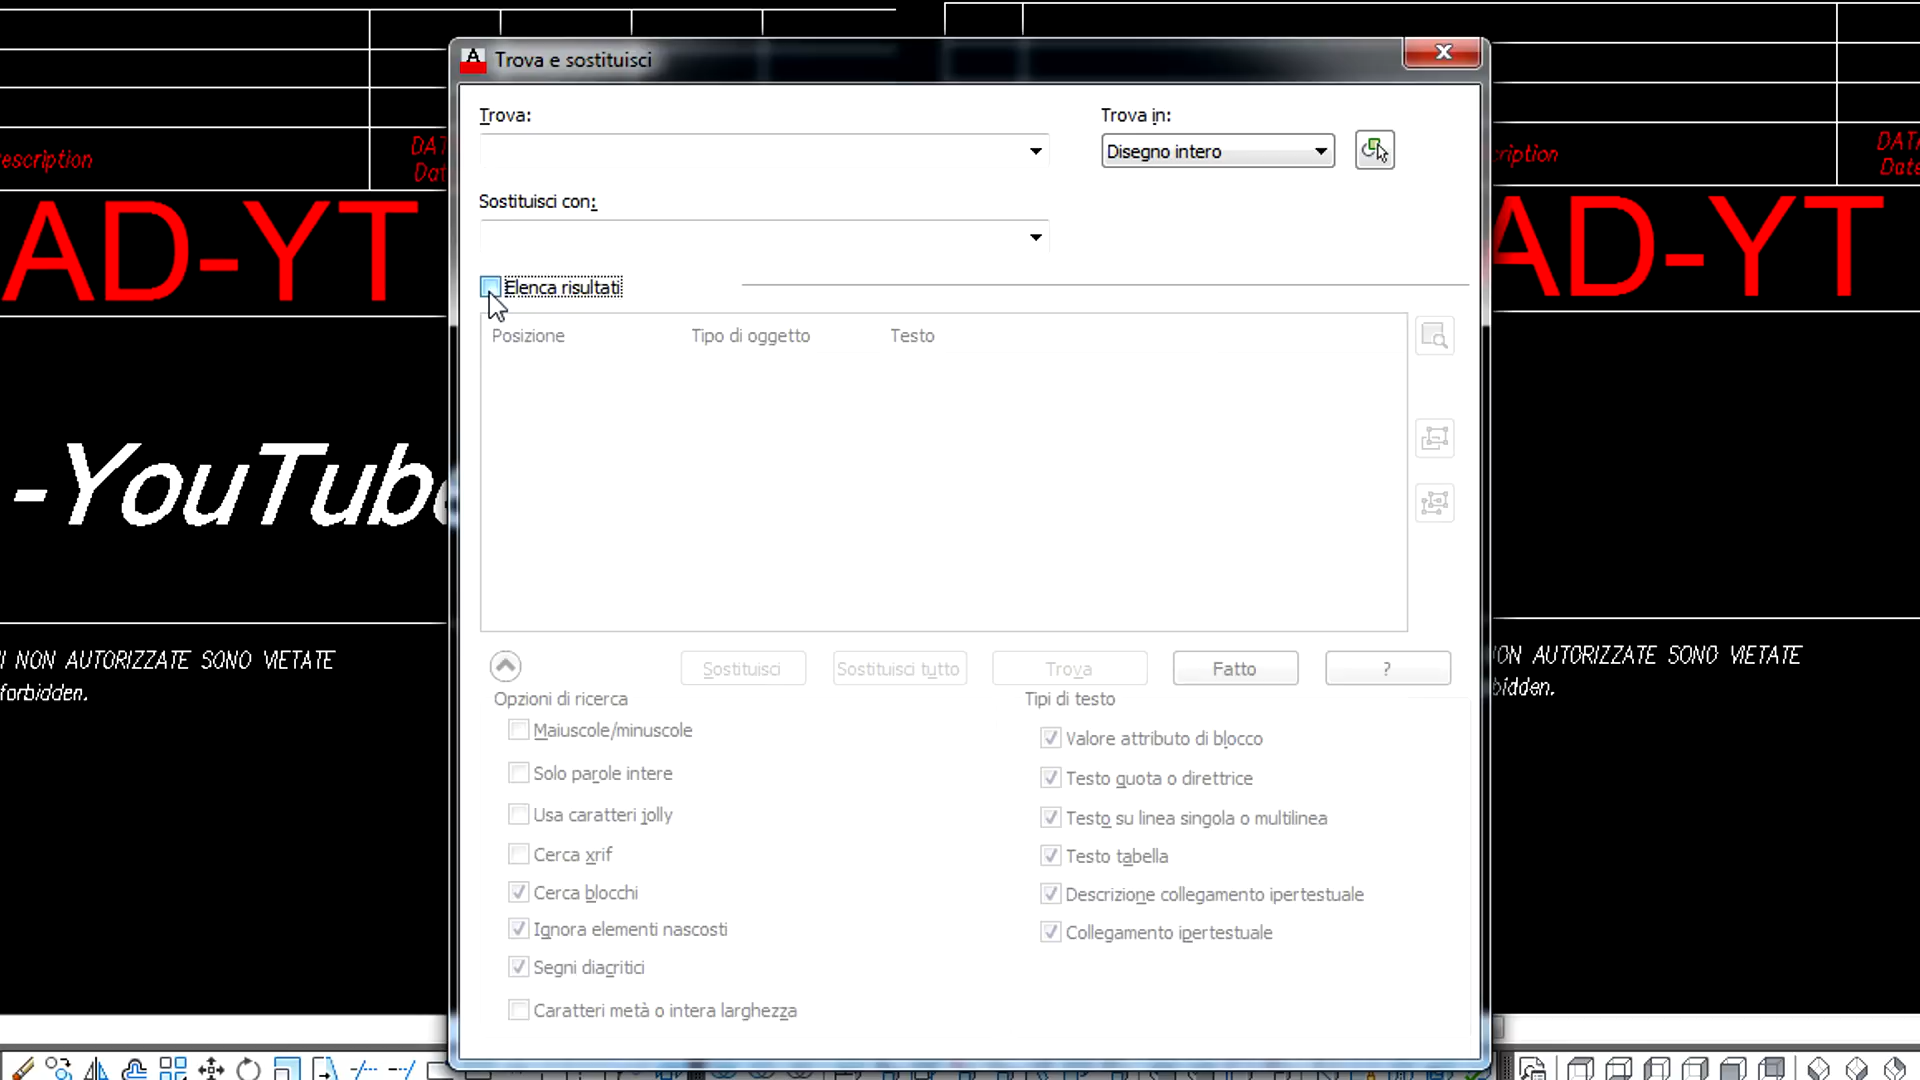 Trova e sostituisci
Trova:
Trova in:
Disegno intero
Sostituisci con:
Elenca risultati
Posizione Tipo di oggetto Testo
Sostituisci Sostituisci tutto Trova Fatto ?
Opzioni di ricerca
Maiuscole/minuscole
Solo parole intere
Usa caratteri jolly
Cerca xrif
Cerca blocchi
Ignora elementi nascosti
Segni diacritici
Caratteri metà o intera larghezza
Tipi di testo
Valore attributo di blocco
Testo quota o direttrice
Testo su linea singola o multilinea
Testo tabella
Descrizione collegamento ipertestuale
Collegamento ipertestuale
escription
DAT
Dat
AD-YT
-YouTube
I NON AUTORIZZATE SONO VIETATE
forbidden.
ription
DATA
Date
AD-YT
ON AUTORIZZATE SONO VIETATE
bidden.